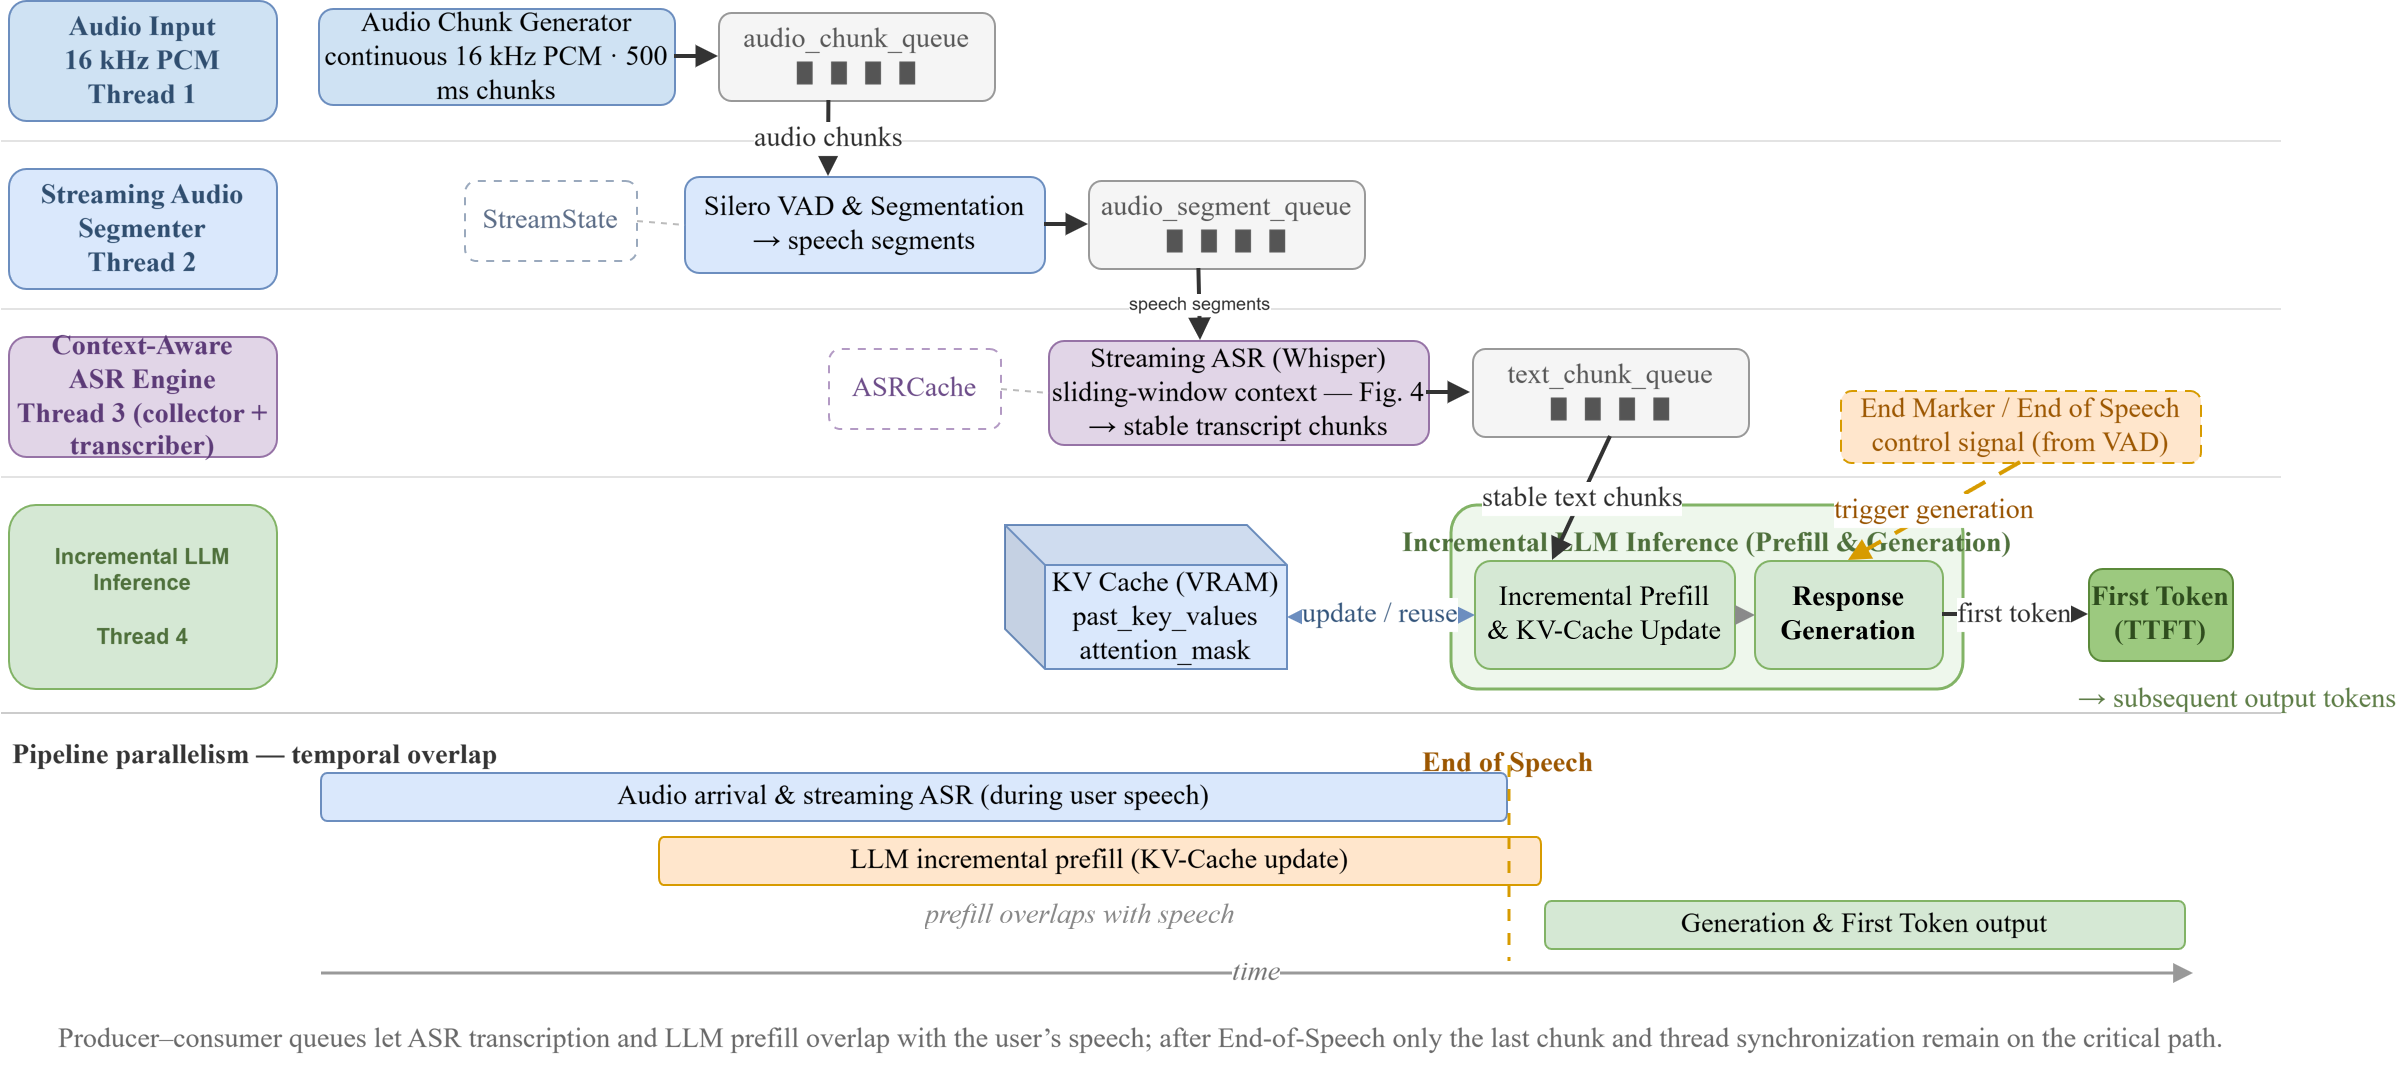 Audio Input
16 kHz PCM
Thread 1
Audio Chunk Generator
continuous 16 kHz PCM · 500
ms chunks
audio_chunk_queue
audio chunks
Streaming Audio
Segmenter
Thread 2
StreamState
Silero VAD & Segmentation
→ speech segments
audio_segment_queue
speech segments
Context-Aware
ASR Engine
Thread 3 (collector +
transcriber)
ASRCache
Streaming ASR (Whisper)
sliding-window context — Fig. 4
→ stable transcript chunks
text_chunk_queue
End Marker / End of Speech
control signal (from VAD)
stable text chunks
trigger generation
Incremental LLM
Inference
Thread 4
KV Cache (VRAM)
past_key_values
attention_mask
update / reuse
Incremental LLM Inference (Prefill & Generation)
Incremental Prefill
& KV-Cache Update
Response
Generation
first token
First Token
(TTFT)
→ subsequent output tokens
Pipeline parallelism — temporal overlap
End of Speech
Audio arrival & streaming ASR (during user speech)
LLM incremental prefill (KV-Cache update)
prefill overlaps with speech
Generation & First Token output
time
Producer–consumer queues let ASR transcription and LLM prefill overlap with the user’s speech; after End-of-Speech only the last chunk and thread synchronization remain on the critical path.